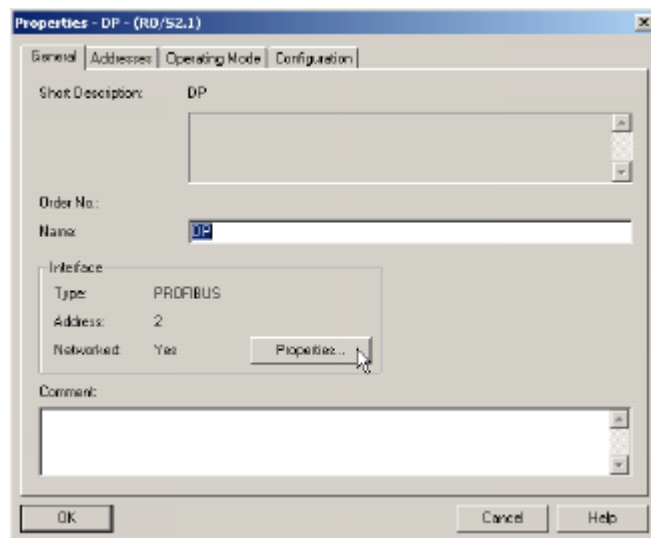 Properties - DP - (R0/S2.1)
General Addresses Operating Mode Configuration
Short Description: DP
Order No.:
Name: DP
Interface
Type: PROFIBUS
Address: 2
Networked: Yes Properties...
Comment:
OK Cancel Help